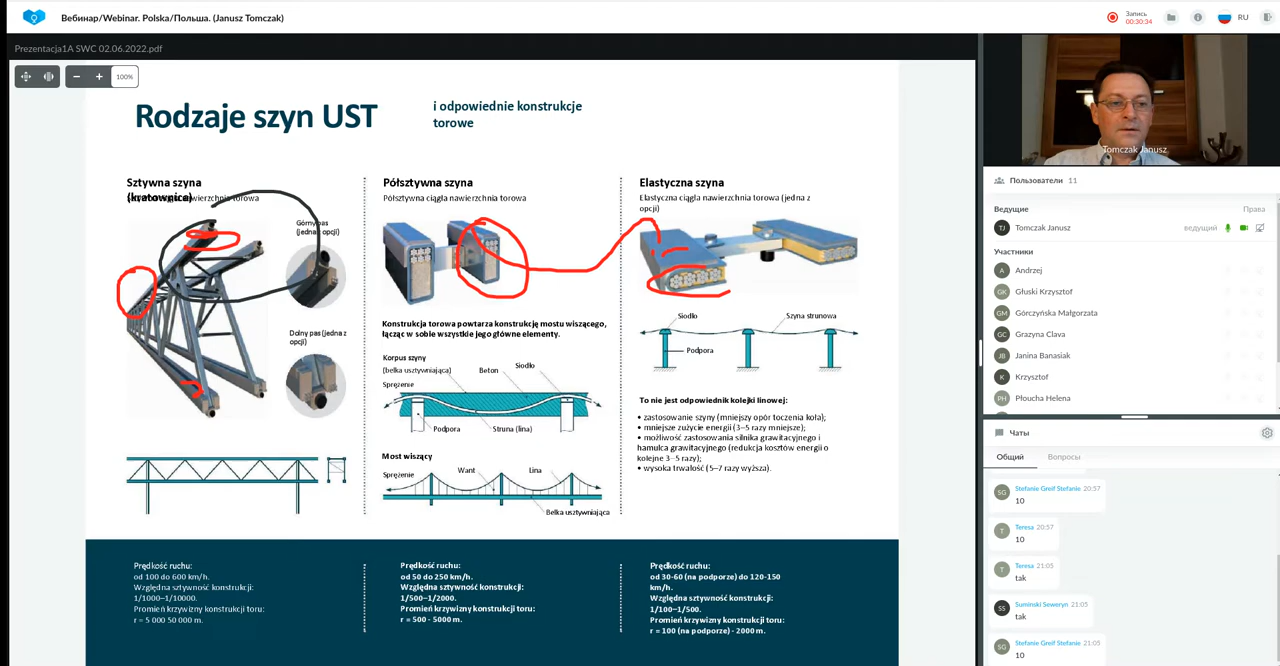 Вебинар/Webinar. Polska/Польша. (Janusz Tomczak)
Запись
00:30:34
RU
Prezentacja1A SWC 02.06.2022.pdf
100%
Rodzaje szyn UST
i odpowiednie konstrukcje
torowe
Sztywna szyna
(kratownica)
nawierzchnia torowa
Górny pas
(jedna z opcji)
Dolny pas (jedna z
opcji)
Półsztywna szyna
Półsztywna ciągła nawierzchnia torowa
Konstrukcja torowa powtarza konstrukcję mostu wiszącego,
łącząc w sobie wszystkie jego główne elementy.
Korpus szyny
(belka usztywniająca)
Beton
Siodło
Sprężenie
Podpora
Struna (lina)
Most wiszący
Sprężenie
Want
Lina
Belka usztywniająca
Elastyczna szyna
Elastyczna ciągła nawierzchnia torowa (jedna z
opcji)
Siodło
Szyna strunowa
Podpora
To nie jest odpowiednik kolejki linowej:
• zastosowanie szyny (mniejszy opór toczenia koła);
• mniejsze zużycie energii (3–5 razy mniejsze);
• możliwość zastosowania silnika grawitacyjnego i
hamulca grawitacyjnego (redukcja kosztów energii o
kolejne 3–5 razy);
• wysoka trwałość (5–7 razy wyższa).
Prędkość ruchu:
od 100 do 600 km/h.
Względna sztywność konstrukcji:
1/1000–1/10000.
Promień krzywizny konstrukcji toru:
r = 5 000 50 000 m.
Prędkość ruchu:
od 50 do 250 km/h.
Względna sztywność konstrukcji:
1/500–1/2000.
Promień krzywizny konstrukcji toru:
r = 500 - 5000 m.
Prędkość ruchu:
od 30-60 (na podporze) do 120-150
km/h.
Względna sztywność konstrukcji:
1/100–1/500.
Promień krzywizny konstrukcji toru:
r = 100 (na podporze) - 2000 m.
Tomczak Janusz
Пользователи 11
Ведущие
Права
TJ
Tomczak Janusz
ведущий
Участники
A
Andrzej
GK
Głuski Krzysztof
GM
Górczyńska Małgorzata
GC
Grazyna Clava
JB
Janina Banasiak
K
Krzysztof
PH
Płoucha Helena
Чаты
Общий
Вопросы
SG
Stefanie Greif Stefanie 20:57
10
T
Teresa 20:57
10
T
Teresa 21:05
tak
SS
Suminski Seweryn 21:05
tak
SG
Stefanie Greif Stefanie 21:05
10